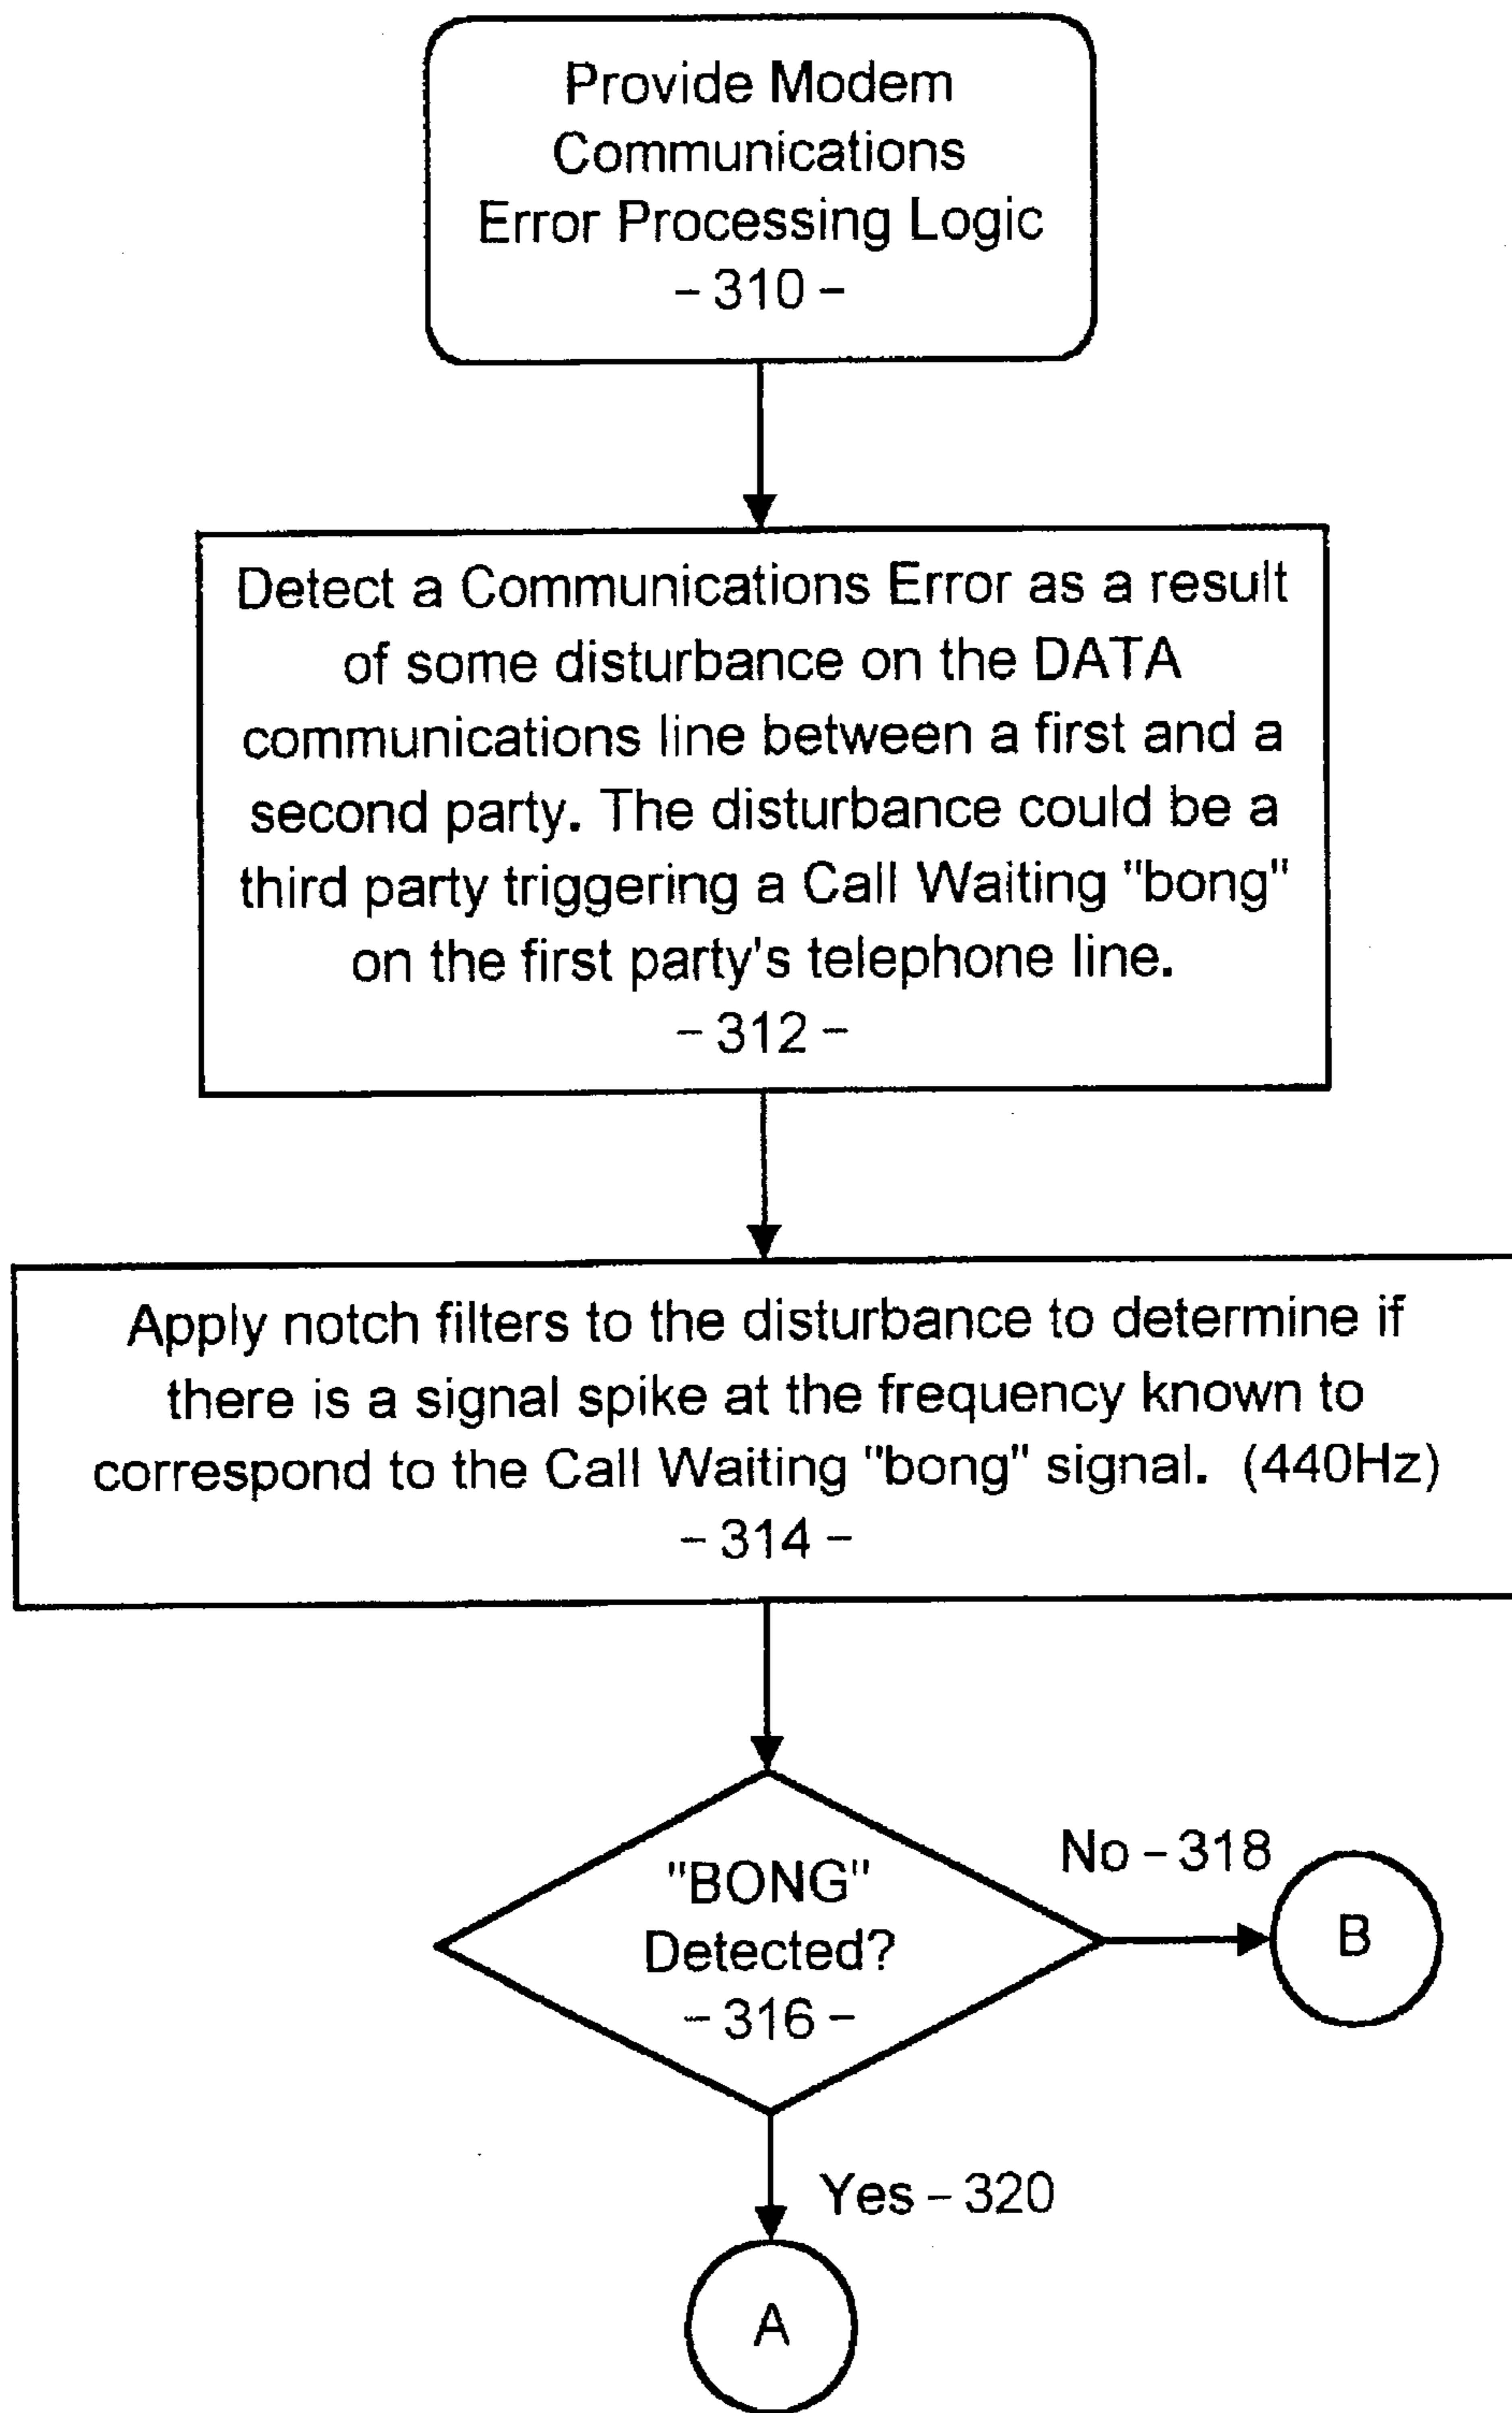 Provide Modem
Communications
Error Processing Logic
– 310 –
Detect a Communications Error as a result
of some disturbance on the DATA
communications line between a first and a
second party. The disturbance could be a
third party triggering a Call Waiting "bong"
on the first party's telephone line.
– 312 –
Apply notch filters to the disturbance to determine if
there is a signal spike at the frequency known to
correspond to the Call Waiting "bong" signal. (440Hz)
– 314 –
"BONG"
Detected?
– 316 –
No – 318
B
Yes – 320
A